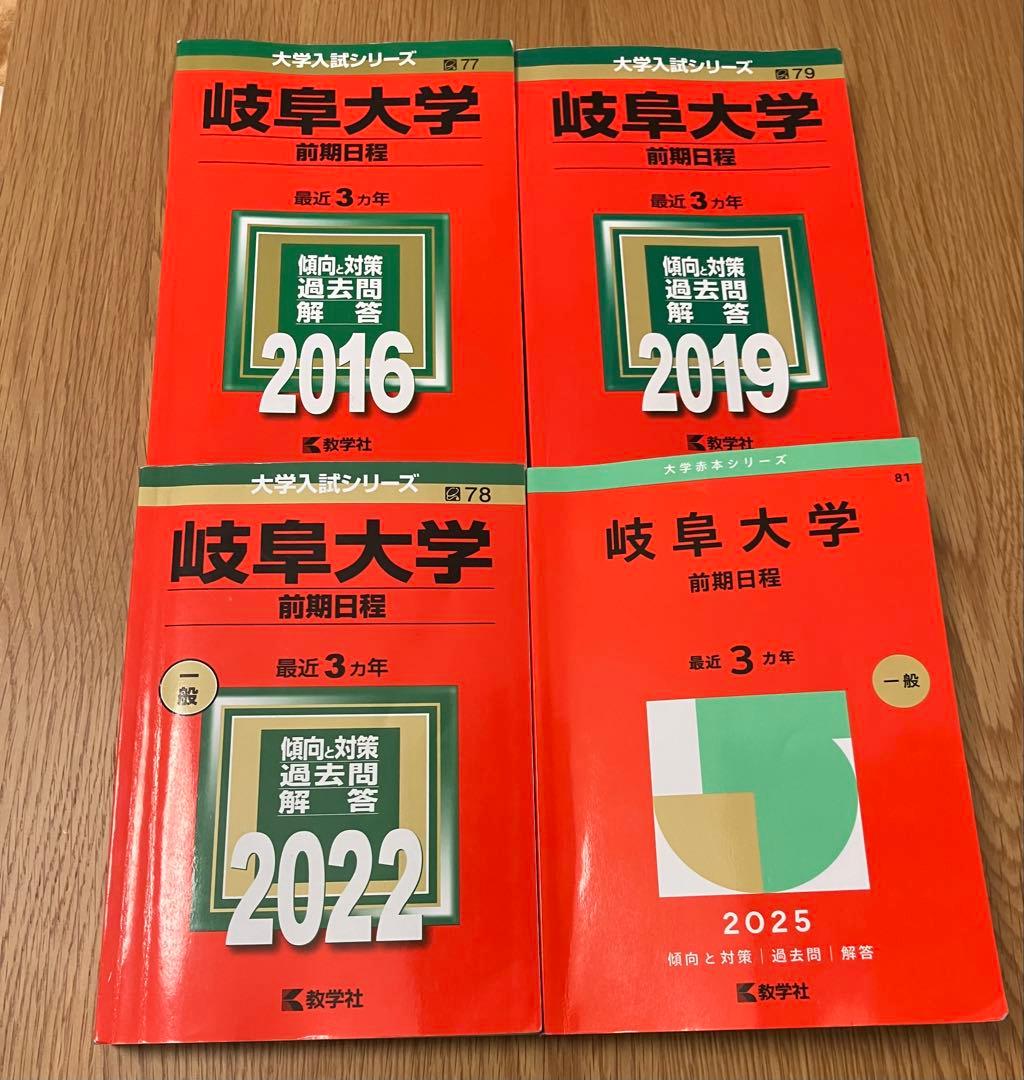 大学入試シリーズ
77
岐阜大学
前期日程
最近3ヵ年
傾向と対策
過去問
解答
2016
教学社
大学入試シリーズ
79
岐阜大学
前期日程
最近3ヵ年
傾向と対策
過去問
解答
2019
教学社
大学入試シリーズ
78
岐阜大学
前期日程
最近3ヵ年
一般
傾向と対策
過去問
解答
2022
教学社
大学赤本シリーズ
81
岐阜大学
前期日程
最近3ヵ年
一般
2025
傾向と対策|過去問|解答
教学社